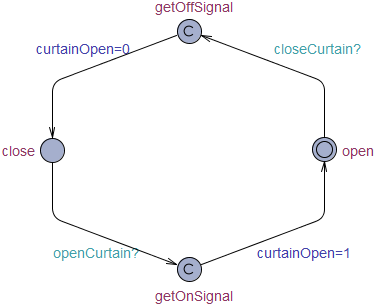 getOffSignal
C
curtainOpen=0
closeCurtain?
close
open
openCurtain?
C
curtainOpen=1
getOnSignal